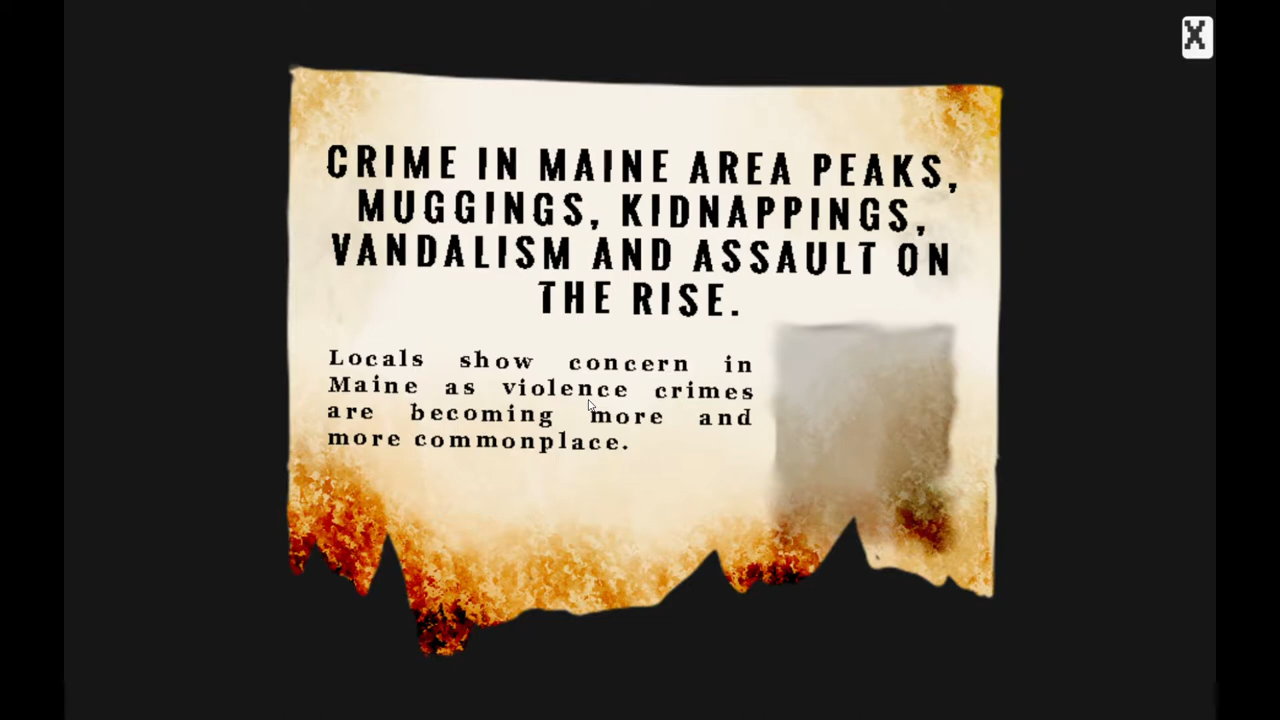 X
CRIME IN MAINE AREA PEAKS,
MUGGINGS, KIDNAPPINGS,
VANDALISM AND ASSAULT ON
THE RISE.
Locals show concern in
Maine as violence crimes
are becoming more and
more commonplace.